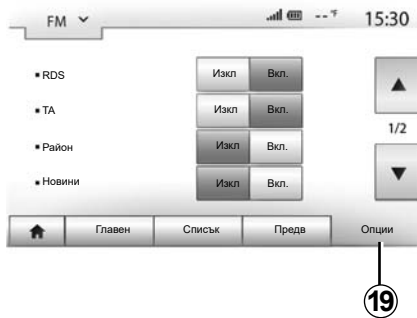 FM -- °F 15:30
▪ RDS Изкл Вкл.
▪ TA Изкл Вкл.
1/2
▪ Район Изкл Вкл.
▪ Новини Изкл Вкл.
Главен Списък Предв Опции
19